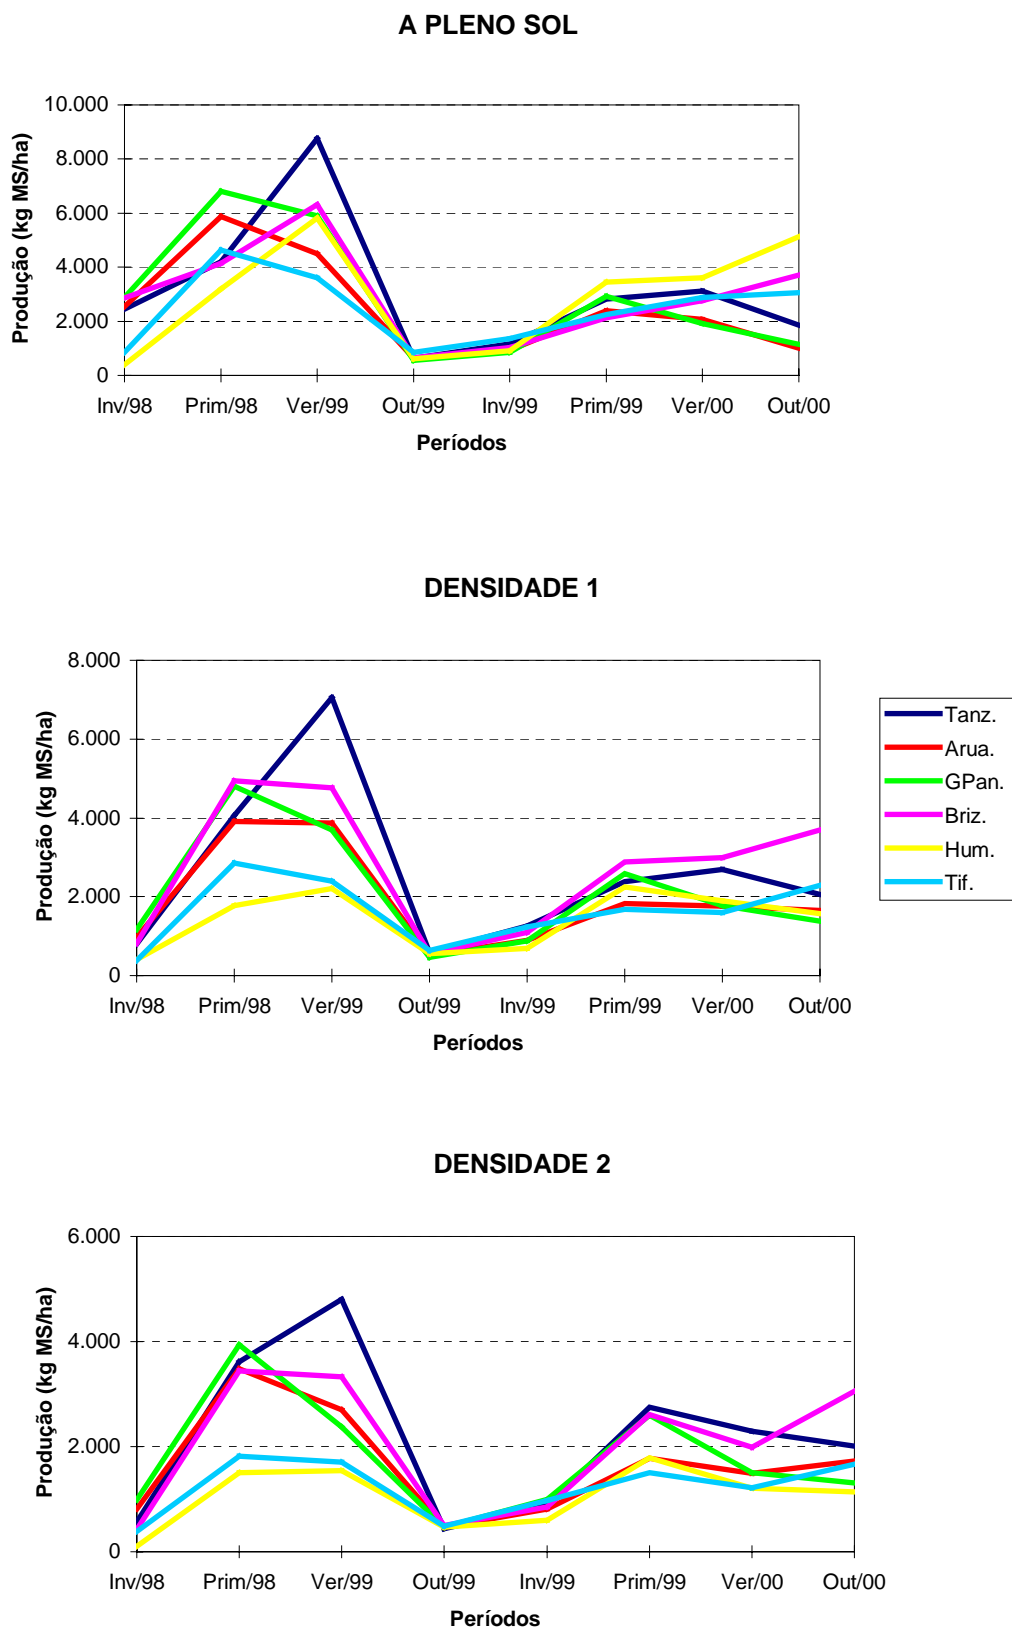 A PLENO SOL
10.000
8.000
6.000
4.000
2.000
0
Produção (kg MS/ha)
Inv/98 Prim/98 Ver/99 Out/99 Inv/99 Prim/99 Ver/00 Out/00
Períodos
DENSIDADE 1
8.000
6.000
4.000
2.000
0
Produção (kg MS/ha)
Inv/98 Prim/98 Ver/99 Out/99 Inv/99 Prim/99 Ver/00 Out/00
Períodos
Tanz.
Arua.
GPan.
Briz.
Hum.
Tif.
DENSIDADE 2
6.000
4.000
2.000
0
Produção (kg MS/ha)
Inv/98 Prim/98 Ver/99 Out/99 Inv/99 Prim/99 Ver/00 Out/00
Períodos